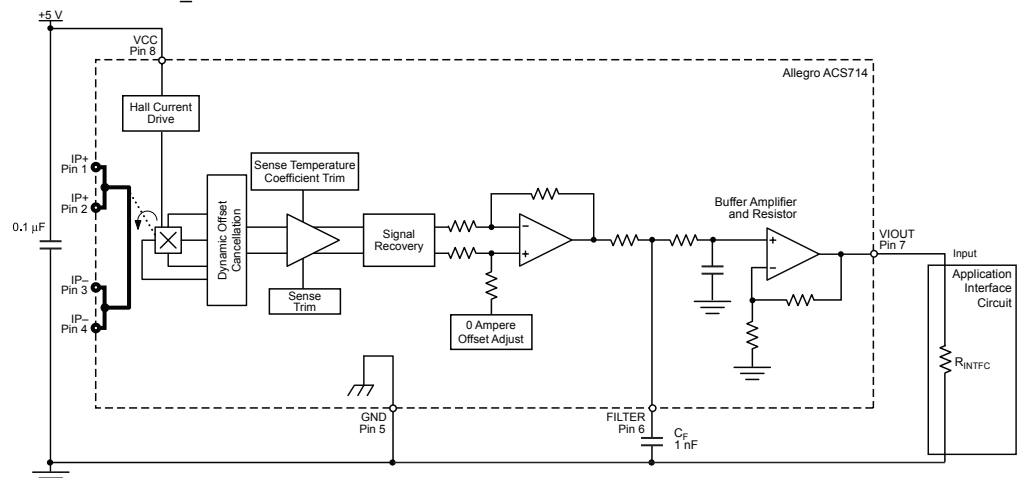 +5 V
VCC
Pin 8
Allegro ACS714
Hall Current
Drive
IP+
Pin 1
IP+
Pin 2
IP–
Pin 3
IP–
Pin 4
0.1 µF
Dynamic Offset
Cancellation
Sense Temperature
Coefficient Trim
Sense
Trim
Signal
Recovery
0 Ampere
Offset Adjust
Buffer Amplifier
and Resistor
VIOUT
Pin 7
Input
Application
Interface
Circuit
RINTFC
GND
Pin 5
FILTER
Pin 6
CF
1 nF